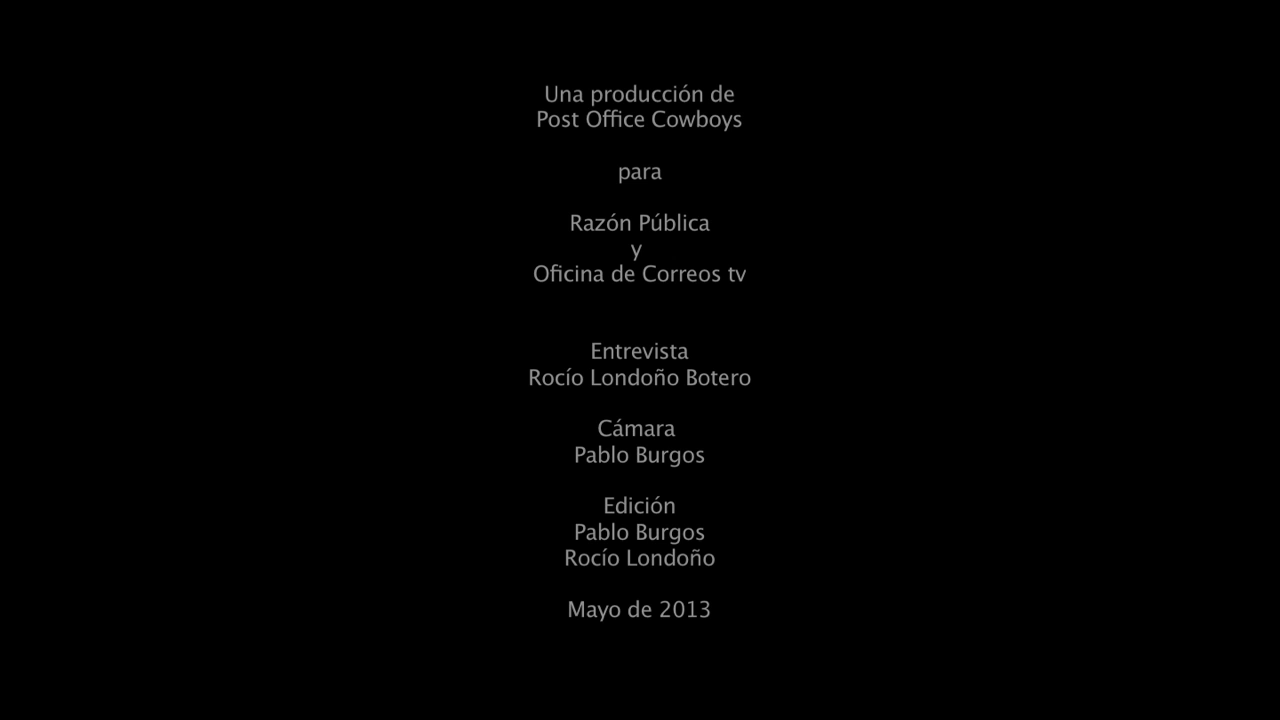 Una producción de
Post Office Cowboys
para
Razón Pública
y
Oficina de Correos tv
Entrevista
Rocío Londoño Botero
Cámara
Pablo Burgos
Edición
Pablo Burgos
Rocío Londoño
Mayo de 2013